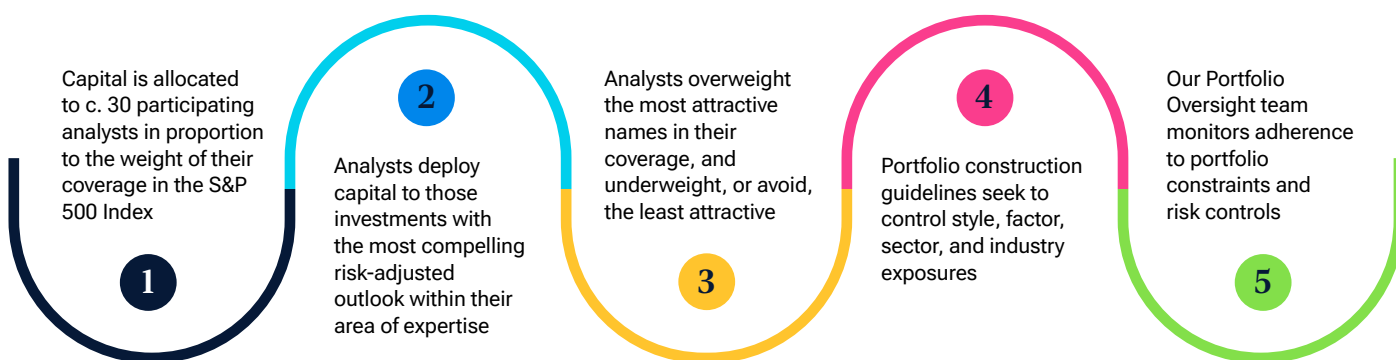 Capital is allocated
to c. 30 participating
analysts in proportion
to the weight of their
coverage in the S&P
500 Index
1
2
Analysts deploy
capital to those
investments with
the most compelling
risk-adjusted
outlook within their
area of expertise
Analysts overweight
the most attractive
names in their
coverage, and
underweight, or avoid,
the least attractive
3
4
Portfolio construction
guidelines seek to
control style, factor,
sector, and industry
exposures
Our Portfolio
Oversight team
monitors adherence
to portfolio
constraints and
risk controls
5